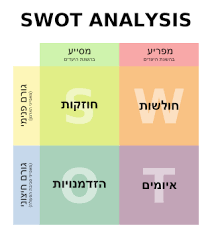 SWOT ANALYSIS
מסייע
בהשגת היעדים
מפריע
בהשגת היעדים
גורם פנימי
חוזקות
S
חולשות
W
גורם חיצוני
הזדמנויות
O
איומים
T